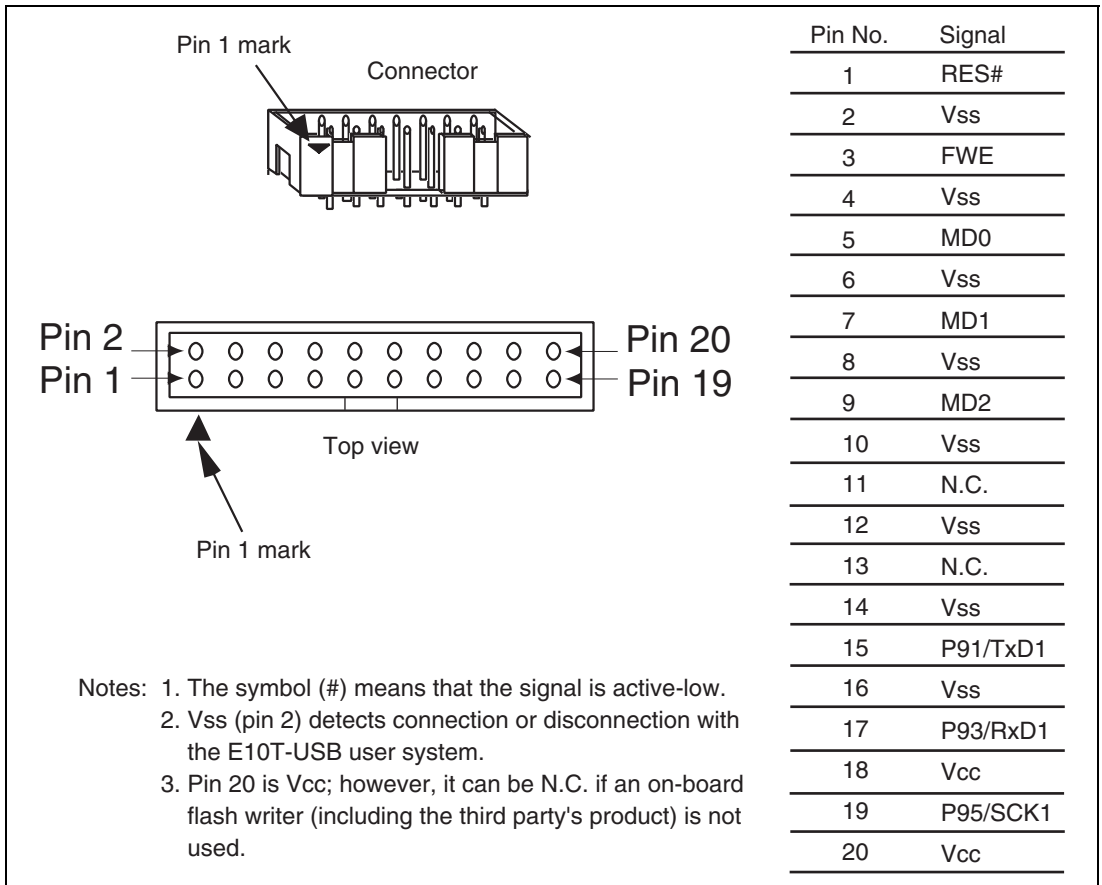 Pin 1 mark
Connector
Pin 2
Pin 1
Pin 20
Pin 19
Top view
Pin 1 mark
Notes: 1. The symbol (#) means that the signal is active-low.
2. Vss (pin 2) detects connection or disconnection with
the E10T-USB user system.
3. Pin 20 is Vcc; however, it can be N.C. if an on-board
flash writer (including the third party's product) is not
used.
Pin No. Signal
1 RES#
2 Vss
3 FWE
4 Vss
5 MD0
6 Vss
7 MD1
8 Vss
9 MD2
10 Vss
11 N.C.
12 Vss
13 N.C.
14 Vss
15 P91/TxD1
16 Vss
17 P93/RxD1
18 Vcc
19 P95/SCK1
20 Vcc